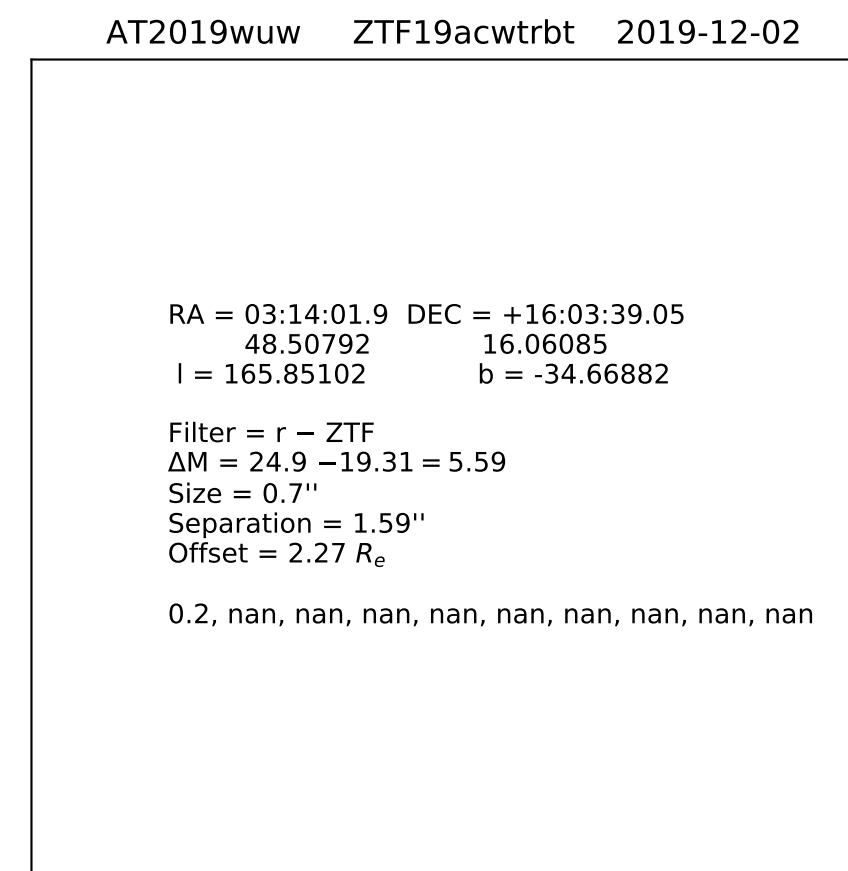 AT2019wuw ZTF19acwtrbt 2019-12-02
RA = 03:14:01.9 DEC = +16:03:39.05
48.50792 16.06085
l = 165.85102 b = -34.66882
Filter = r − ZTF
ΔM = 24.9 −19.31 = 5.59
Size = 0.7''
Separation = 1.59''
Offset = 2.27 Re
0.2, nan, nan, nan, nan, nan, nan, nan, nan, nan